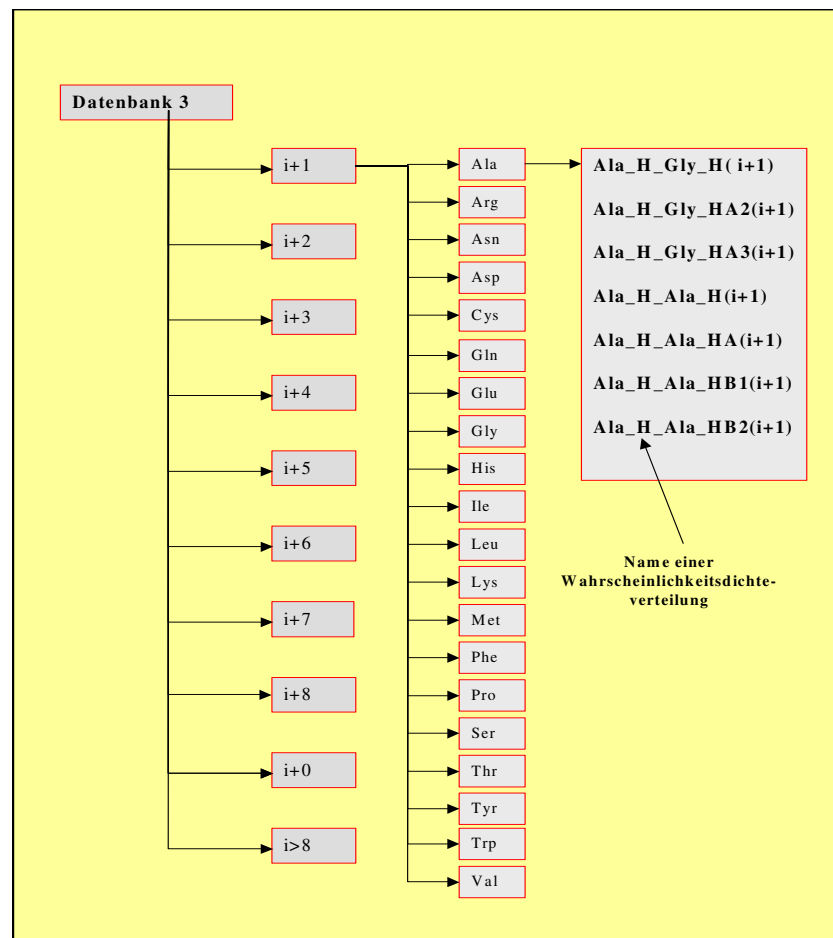 Datenbank 3
i+1
i+2
i+3
i+4
i+5
i+6
i+7
i+8
i+0
i>8
Ala
Arg
Asn
Asp
Cys
Gln
Glu
Gly
His
Ile
Leu
Lys
Met
Phe
Pro
Ser
Thr
Tyr
Trp
Val
Ala_H_Gly_H( i+1)
Ala_H_Gly_HA2(i+1)
Ala_H_Gly_HA3(i+1)
Ala_H_Ala_H(i+1)
Ala_H_Ala_HA(i+1)
Ala_H_Ala_HB1(i+1)
Ala_H_Ala_HB2(i+1)
Name einer
Wahrscheinlichkeitsdichte-
verteilung